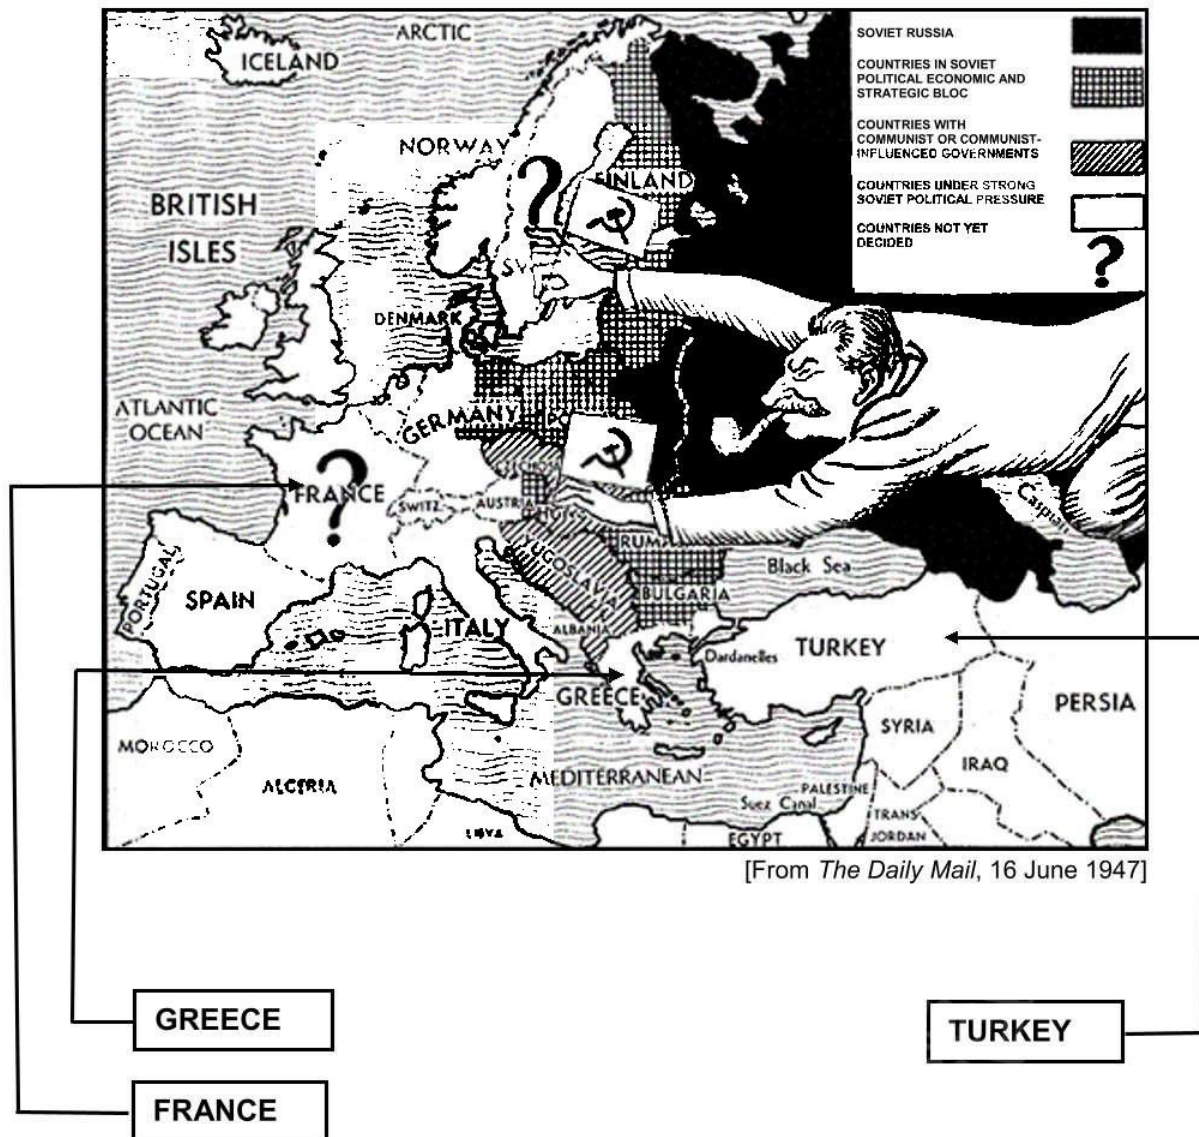 ARCTIC
ICELAND
SOVIET RUSSIA
COUNTRIES IN SOVIET
POLITICAL ECONOMIC AND
STRATEGIC BLOC
COUNTRIES WITH
COMMUNIST OR COMMUNIST-
INFLUENCED GOVERNMENTS
COUNTRIES UNDER STRONG
SOVIET POLITICAL PRESSURE
COUNTRIES NOT YET
DECIDED
?
NORWAY
?
FINLAND
BRITISH
ISLES
DENMARK
ATLANTIC
OCEAN
GERMANY
?
FRANCE
SWITZ
AUSTRIA
Caspian
PORTUGAL
SPAIN
ITALY
YUGOSLAVIA
BULGARIA
Black Sea
ALBANIA
Dardanelles
TURKEY
GREECE
PERSIA
SYRIA
IRAQ
MOROCCO
ALGERIA
MEDITERRANEAN
PALESTINE
Suez Canal
TRANS
JORDAN
LIBYA
EGYPT
[From The Daily Mail, 16 June 1947]
GREECE
TURKEY
FRANCE